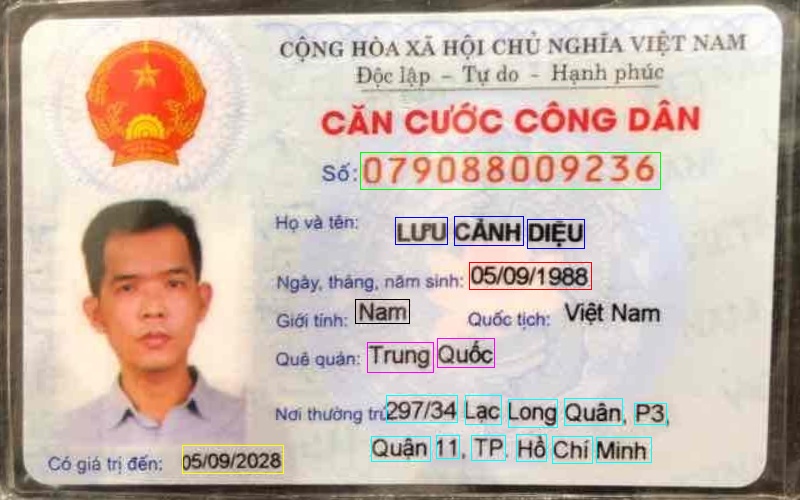 CỘNG HÒA XÃ HỘI CHỦ NGHĨA VIỆT NAM
Độc lập - Tự do - Hạnh phúc
CĂN CƯỚC CÔNG DÂN
Số: 079088009236
Họ và tên: LƯU CẢNH DIỆU
Ngày, tháng, năm sinh: 05/09/1988
Giới tính: Nam Quốc tịch: Việt Nam
Quê quán: Trung Quốc
Nơi thường trú: 297/34 Lạc Long Quân, P3,
Quận 11, TP. Hồ Chí Minh
Có giá trị đến: 05/09/2028